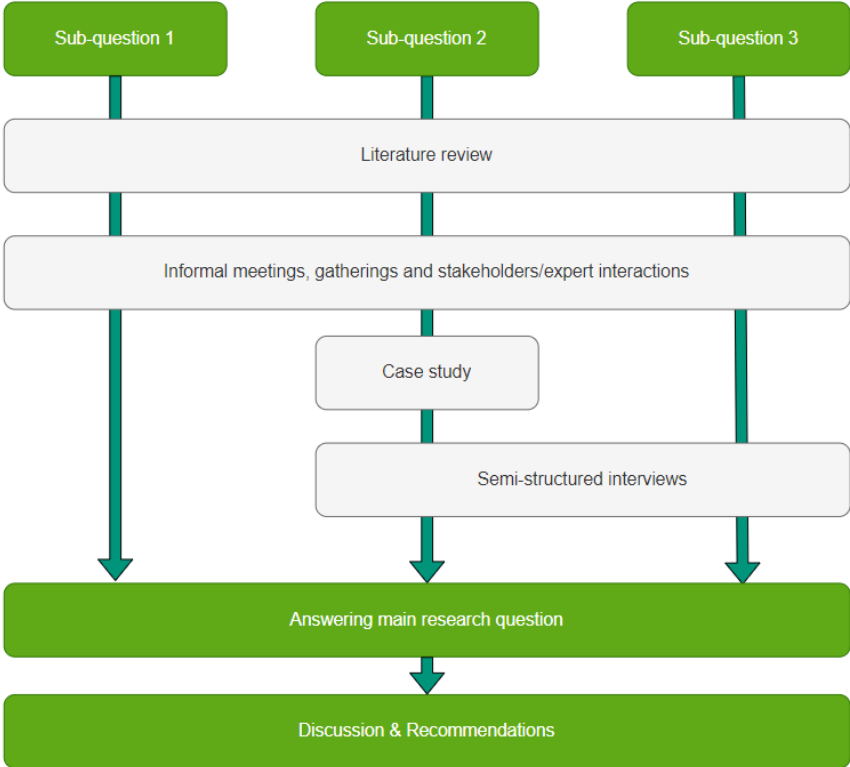 Sub-question 1
Sub-question 2
Sub-question 3
Literature review
Informal meetings, gatherings and stakeholders/expert interactions
Case study
Semi-structured interviews
Answering main research question
Discussion & Recommendations